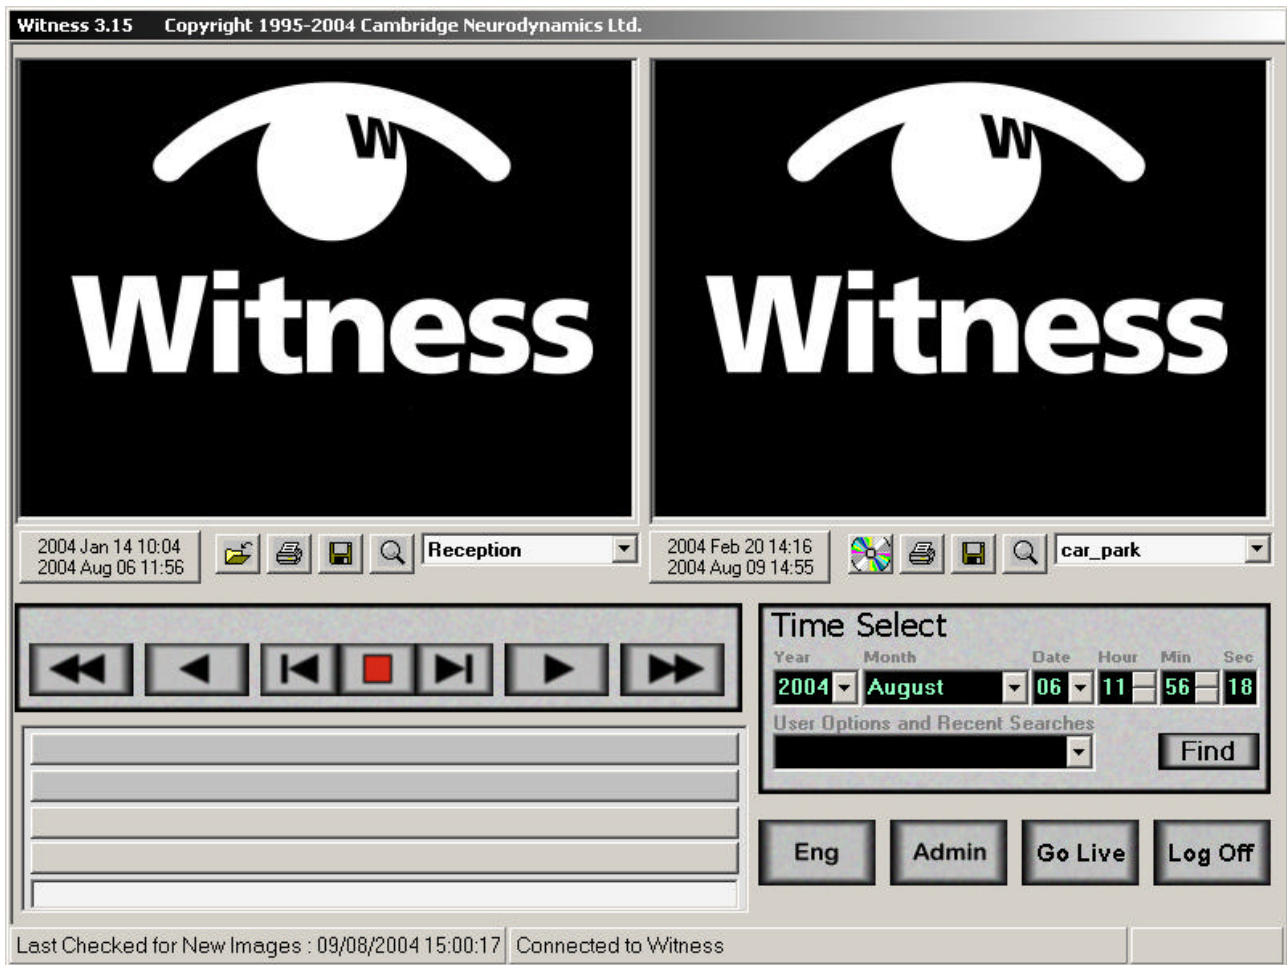 Witness 3.15 Copyright 1995-2004 Cambridge Neurodynamics Ltd.
W
Witness
W
Witness
2004 Jan 14 10:04
2004 Aug 06 11:56
Reception
2004 Feb 20 14:16
2004 Aug 09 14:55
car_park
Time Select
Year Month Date Hour Min Sec
2004 August 06 11 56 18
User Options and Recent Searches
Find
Eng Admin Go Live Log Off
Last Checked for New Images : 09/08/2004 15:00:17 Connected to Witness